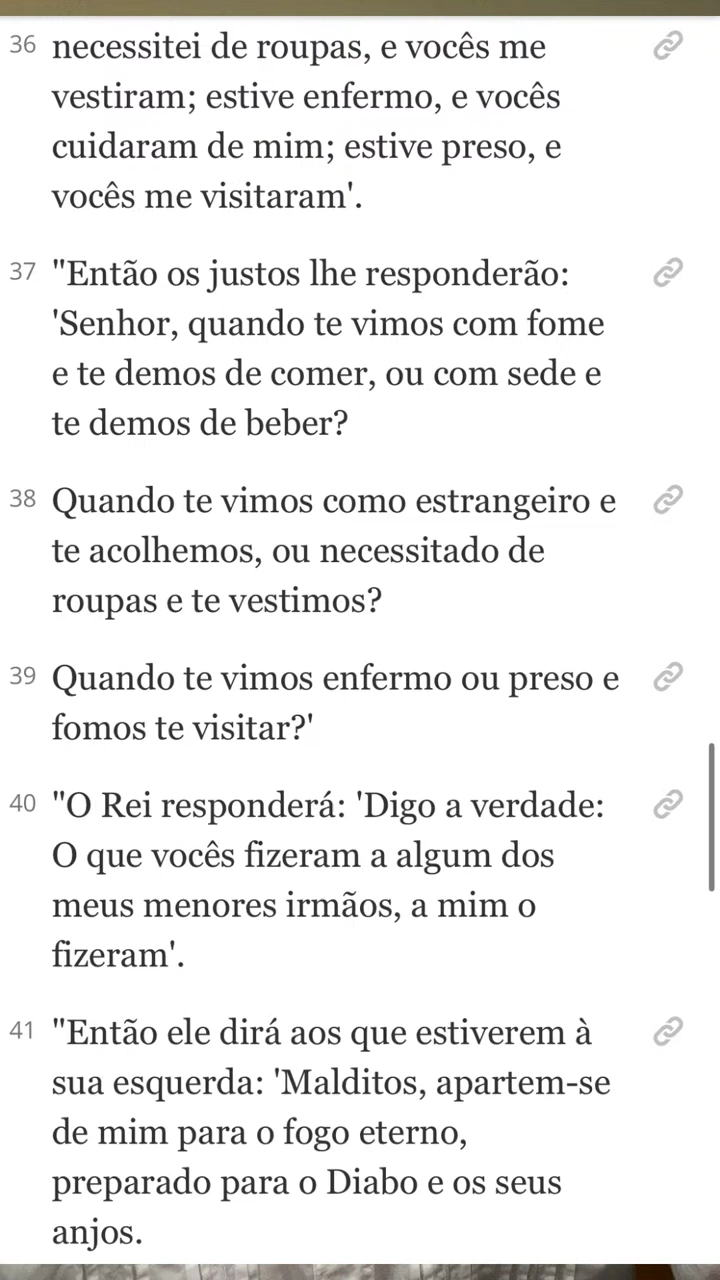 36 necessitei de roupas, e vocês me
vestiram; estive enfermo, e vocês
cuidaram de mim; estive preso, e
vocês me visitaram'.
37 "Então os justos lhe responderão:
'Senhor, quando te vimos com fome
e te demos de comer, ou com sede e
te demos de beber?
38 Quando te vimos como estrangeiro e
te acolhemos, ou necessitado de
roupas e te vestimos?
39 Quando te vimos enfermo ou preso e
fomos te visitar?'
40 "O Rei responderá: 'Digo a verdade:
O que vocês fizeram a algum dos
meus menores irmãos, a mim o
fizeram'.
41 "Então ele dirá aos que estiverem à
sua esquerda: 'Malditos, apartem-se
de mim para o fogo eterno,
preparado para o Diabo e os seus
anjos.